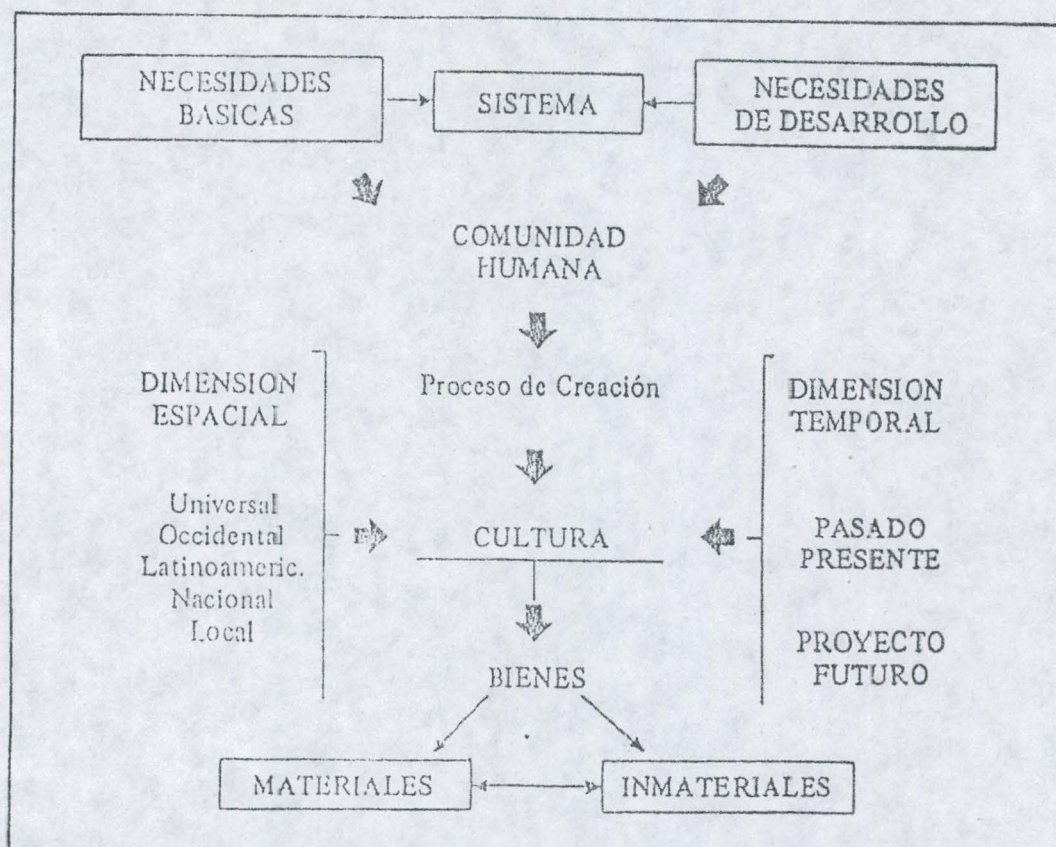 NECESIDADES
BASICAS
SISTEMA
NECESIDADES
DE DESARROLLO
COMUNIDAD
HUMANA
Proceso de Creación
DIMENSION
ESPACIAL
Universal
Occidental
Latinoameric.
Nacional
Local
CULTURA
DIMENSION
TEMPORAL
PASADO
PRESENTE
PROYECTO
FUTURO
BIENES
MATERIALES
INMATERIALES